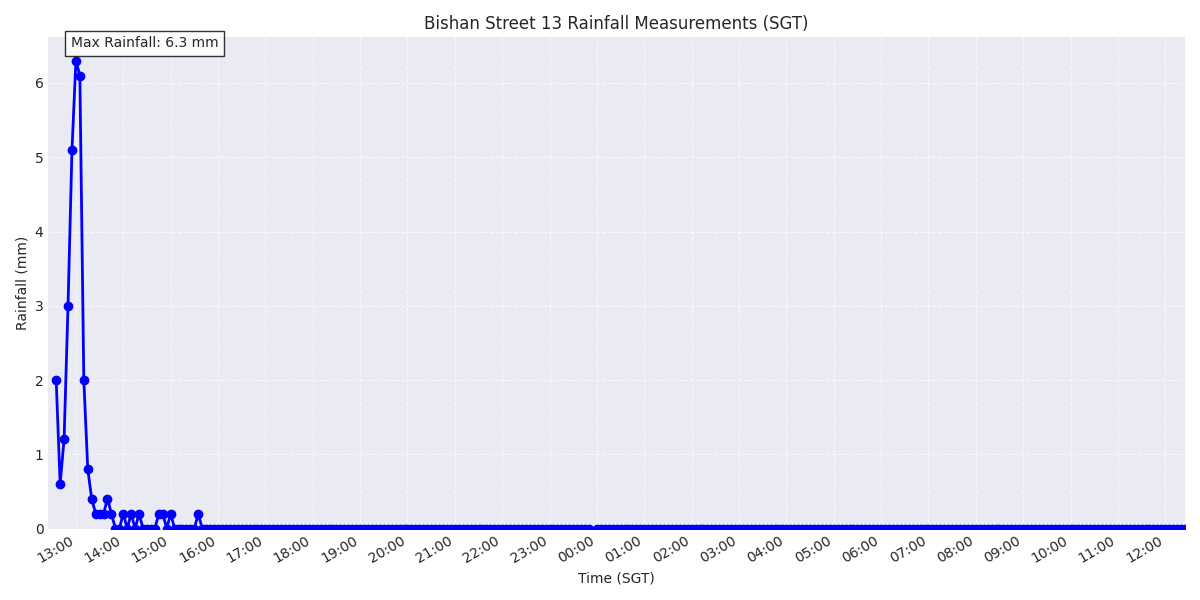 Bishan Street 13 Rainfall Measurements (SGT)
Max Rainfall: 6.3 mm
6
5
4
3
2
1
0
Rainfall (mm)
13:00 14:00 15:00 16:00 17:00 18:00 19:00 20:00 21:00 22:00 23:00 00:00 01:00 02:00 03:00 04:00 05:00 06:00 07:00 08:00 09:00 10:00 11:00 12:00
Time (SGT)